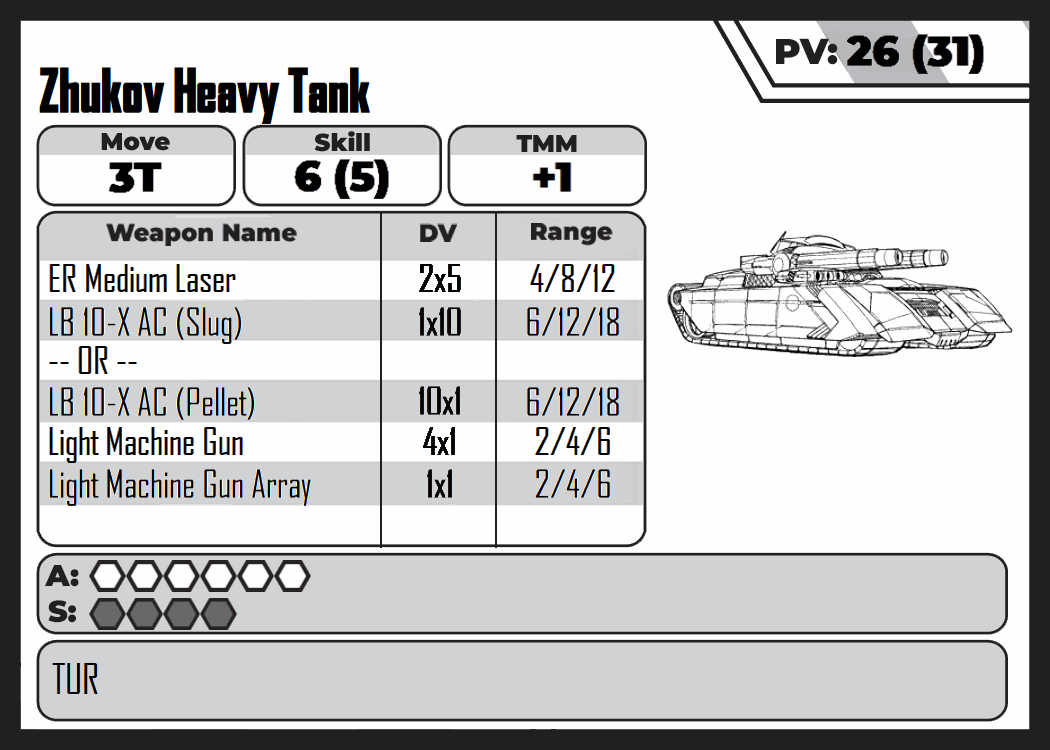 PV: 26 (31)
Zhukov Heavy Tank
Move Skill TMM
3T 6 (5) +1
Weapon Name DV Range
ER Medium Laser 2x5 4/8/12
LB 10-X AC (Slug) 1x10 6/12/18
-- OR --
LB 10-X AC (Pellet) 10x1 6/12/18
Light Machine Gun 4x1 2/4/6
Light Machine Gun Array 1x1 2/4/6
A:
S:
TUR